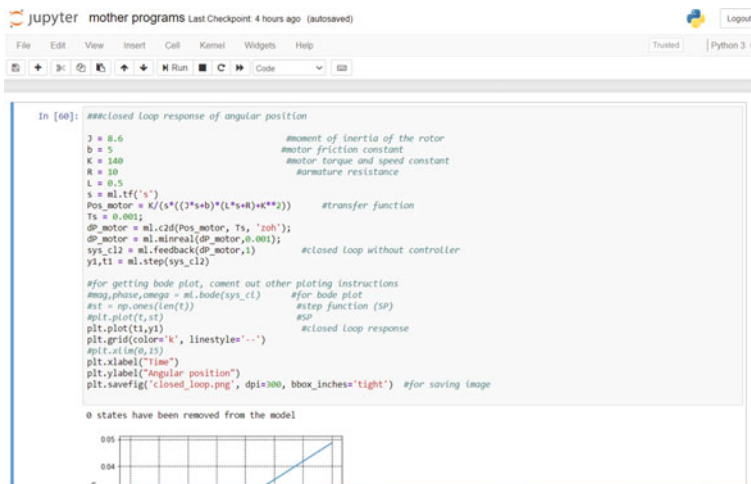 jupyter mother programs Last Checkpoint: 4 hours ago (autosaved)
Logout
File Edit View Insert Cell Kernel Widgets Help
Trusted
Python 3
Run
Code
In [60]: ###closed loop response of angular position
J = 8.6 #moment of inertia of the rotor
b = 5 #motor friction constant
K = 140 #motor torque and speed constant
R = 10 #armature resistance
L = 0.5
s = ml.tf('s')
Pos_motor = K/(s*((J*s+b)*(L*s+R)+K**2)) #transfer function
Ts = 0.001;
dP_motor = ml.c2d(Pos_motor, Ts, 'zoh');
dP_motor = ml.minreal(dP_motor,0.001);
sys_cl2 = ml.feedback(dP_motor,1) #closed loop without controller
y1,t1 = ml.step(sys_cl2)
#for getting bode plot, coment out other ploting instructions
#mag,phase,omega = ml.bode(sys_cl) #for bode plot
#st = np.ones(len(t)) #step function (SP)
#plt.plot(t,st) #SP
plt.plot(t1,y1) #closed loop response
plt.grid(color='k', linestyle='--')
#plt.xlim(0,15)
plt.xlabel("Time")
plt.ylabel("Angular position")
plt.savefig('closed_loop.png', dpi=300, bbox_inches='tight') #for saving image
0 states have been removed from the model
0.05
0.04